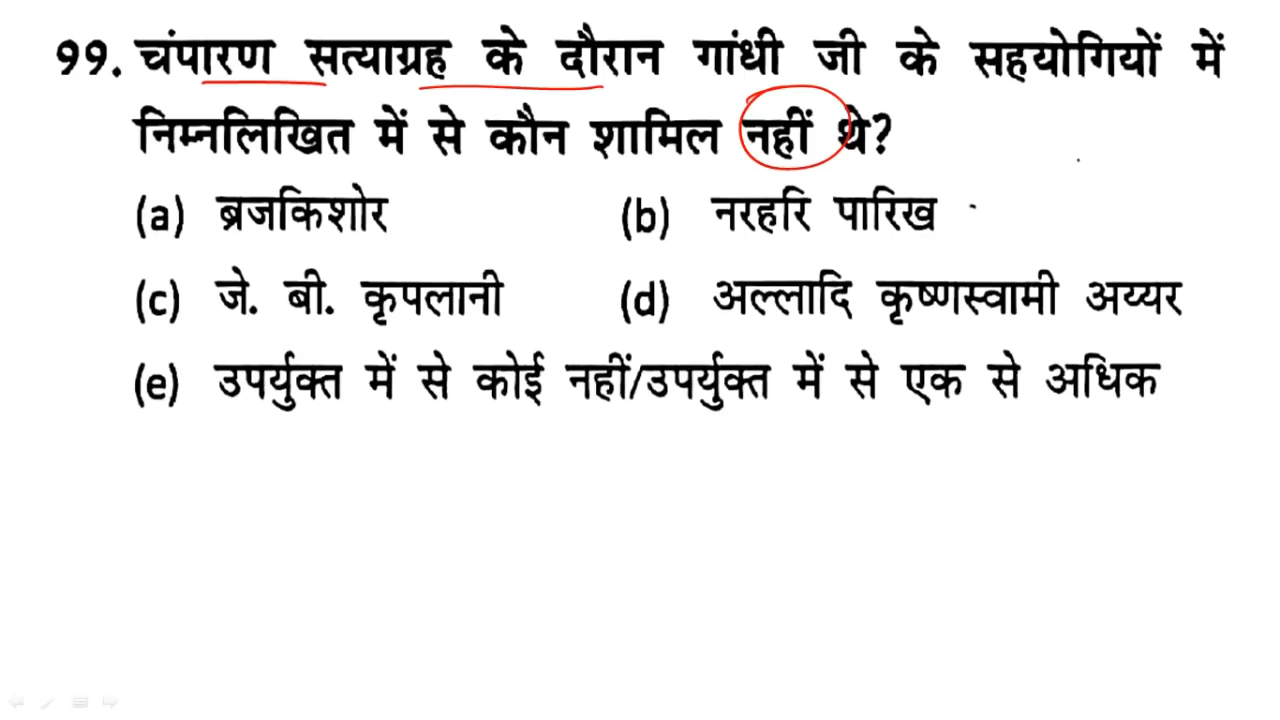 99. चंपारण सत्याग्रह के दौरान गांधी जी के सहयोगियों में
निम्नलिखित में से कौन शामिल नहीं थे?
(a) ब्रजकिशोर (b) नरहरि पारिख
(c) जे. बी. कृपलानी (d) अल्लादि कृष्णस्वामी अय्यर
(e) उपर्युक्त में से कोई नहीं/उपर्युक्त में से एक से अधिक